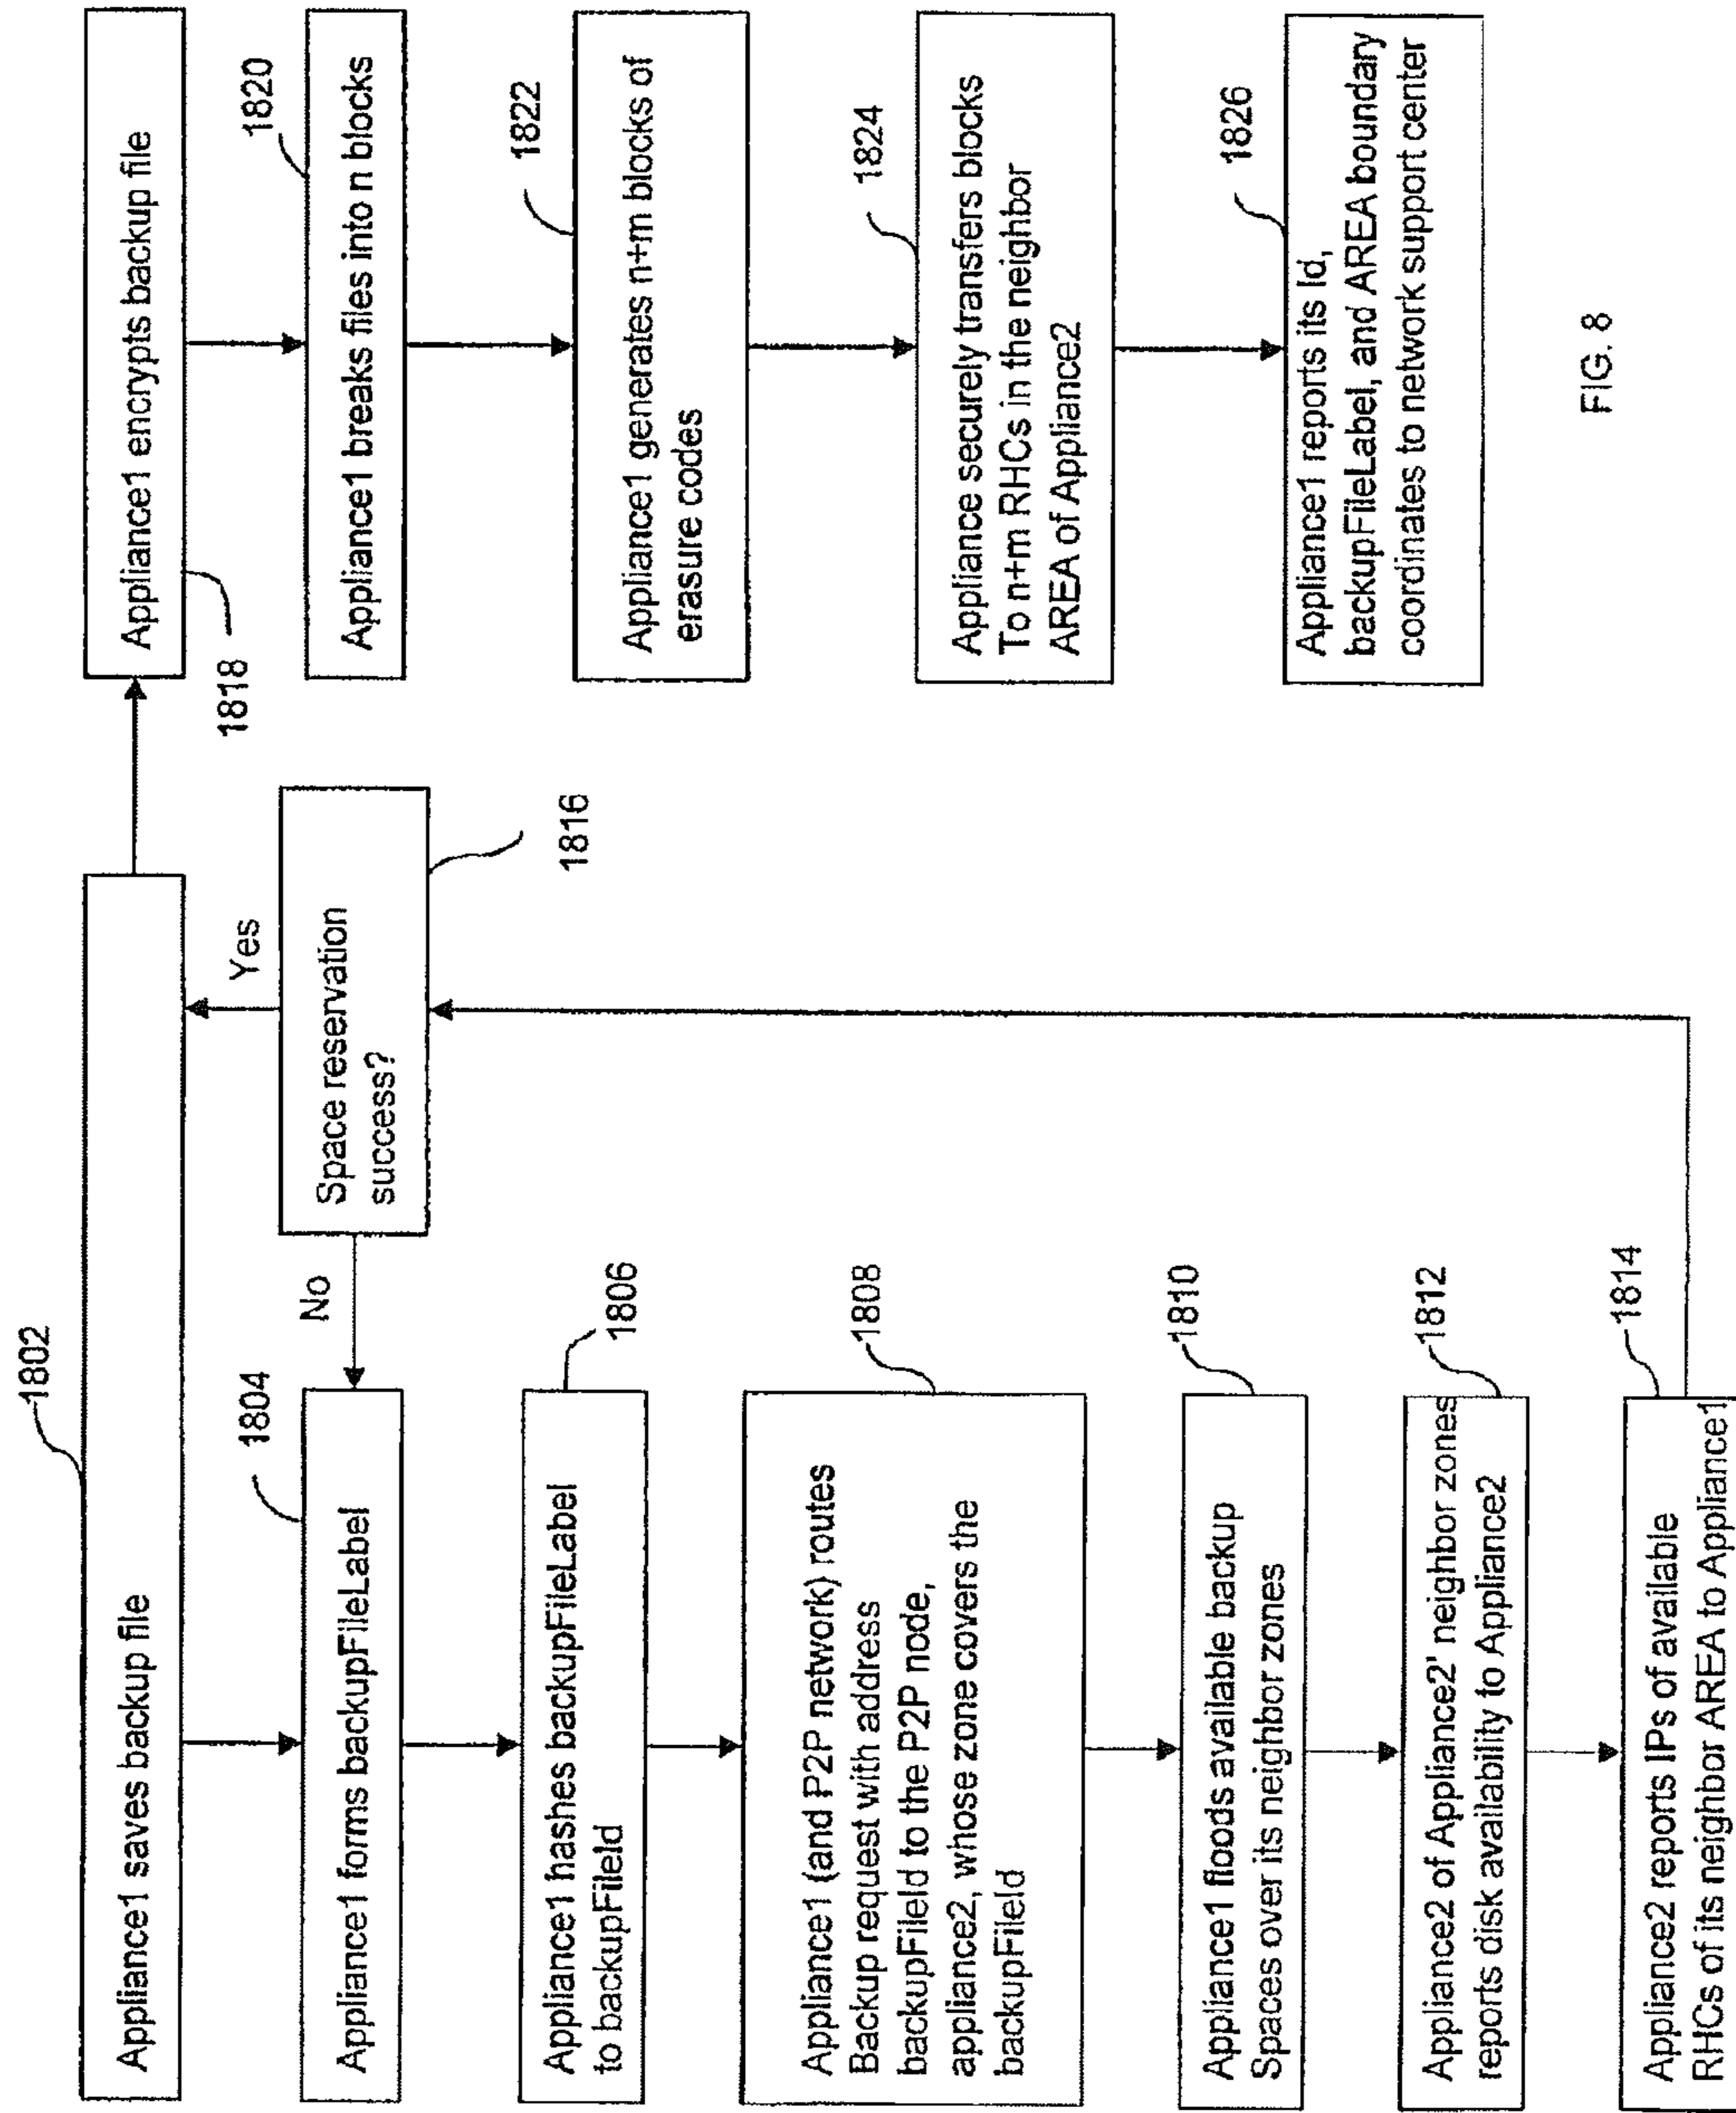 1802
Appliance1 saves backup file
1804
Appliance1 forms backupFileLabel
1806
Appliance1 hashes backupFileLabel
to backupFileId
1808
Appliance1 (and P2P network) routes
Backup request with address
backupFileId to the P2P node,
appliance2, whose zone covers the
backupFileId
1810
Appliance1 floods available backup
Spaces over its neighbor zones
1812
Appliance2 of Appliance2' neighbor zones
reports disk availability to Appliance2
1814
Appliance2 reports IPs of available
RHCs of its neighbor AREA to Appliance1
Space reservation
success?
1816
Yes
No
Appliance1 encrypts backup file
1818
1820
Appliance1 breaks files into n blocks
1822
Appliance1 generates n+m blocks of
erasure codes
1824
Appliance securely transfers blocks
To n+m RHCs in the neighbor
AREA of Appliance2
1826
Appliance1 reports its Id,
backupFileLabel, and AREA boundary
coordinates to network support center
FIG. 8